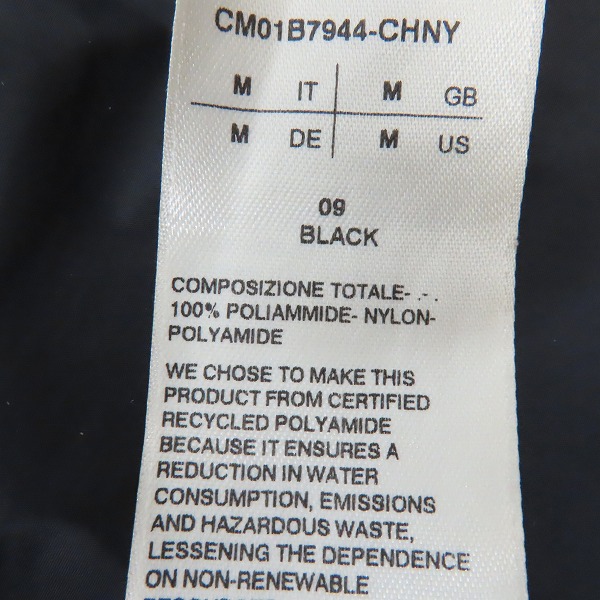 CM01B7944-CHNY
M IT M GB
M DE M US
09
BLACK
COMPOSIZIONE TOTALE- .-.
100% POLIAMMIDE- NYLON-
POLYAMIDE
WE CHOSE TO MAKE THIS
PRODUCT FROM CERTIFIED
RECYCLED POLYAMIDE
BECAUSE IT ENSURES A
REDUCTION IN WATER
CONSUMPTION, EMISSIONS
AND HAZARDOUS WASTE,
LESSENING THE DEPENDENCE
ON NON-RENEWABLE